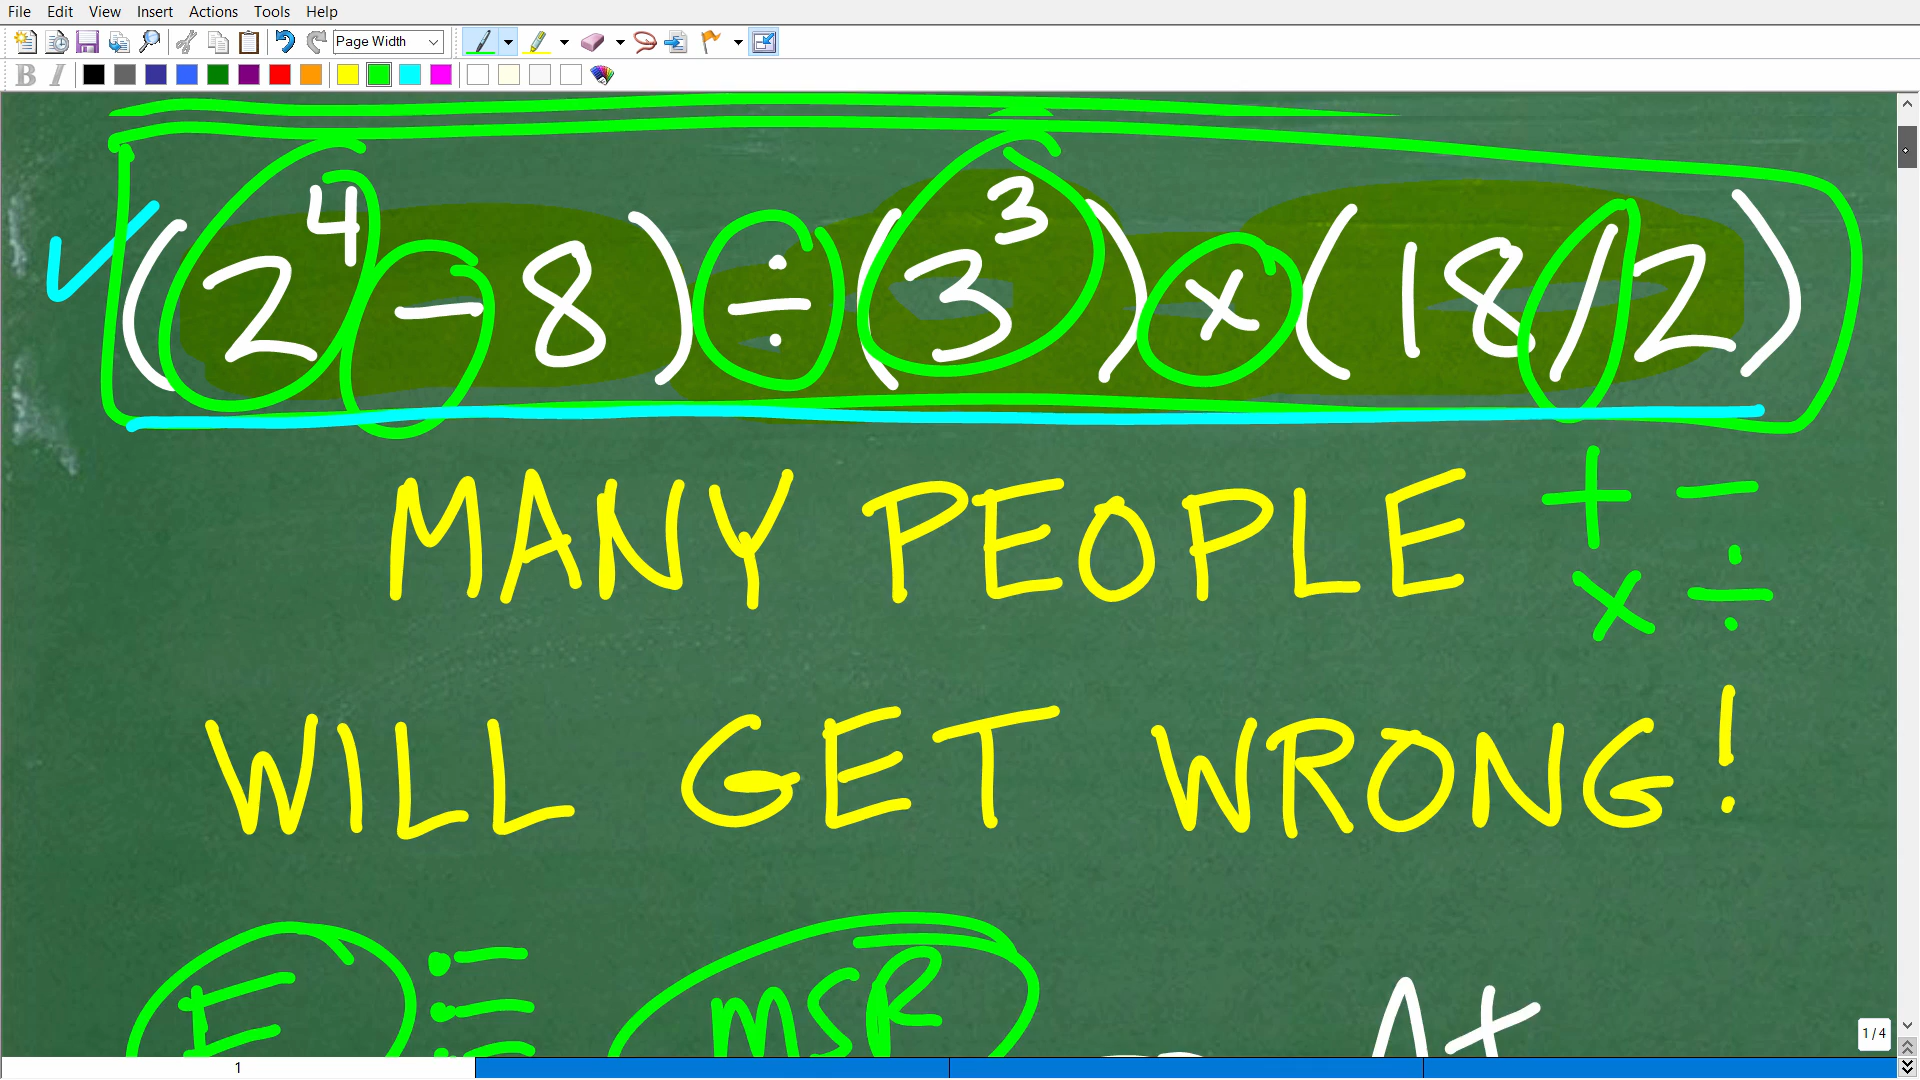 File Edit View Insert Actions Tools Help
Page Width
B I
(2⁴ - 8) ÷ (3³) × (18/2)
MANY PEOPLE + -
× ÷
WILL GET WRONG!
E MSR
1 / 4
1